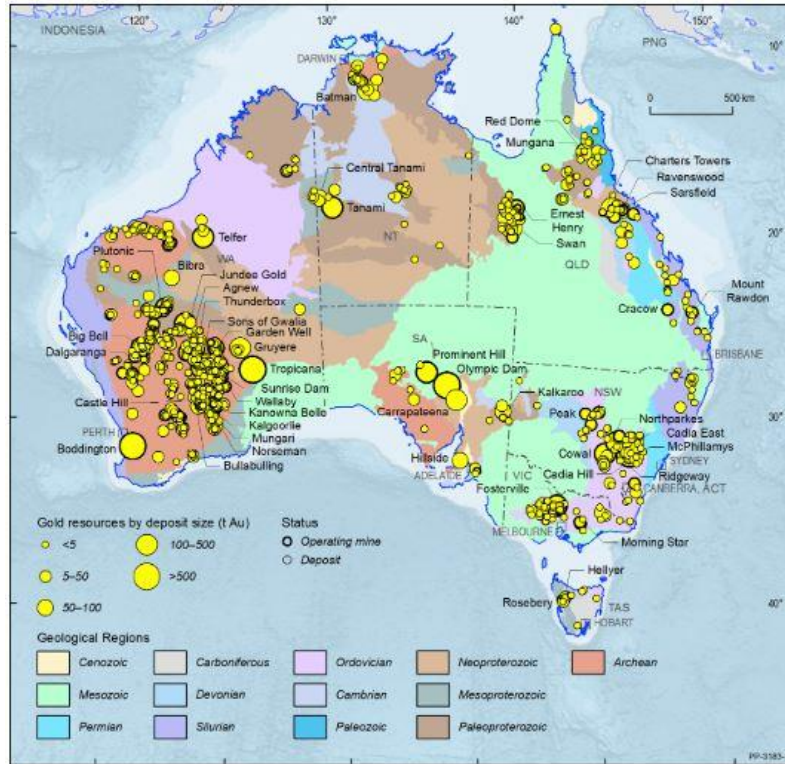 120°
130°
140°
150°
INDONESIA
PNG
10°
DARWIN
Batman
0 500 km
Red Dome
Mungana
Charters Towers
Ravenswood
Sarsfield
Central Tanami
Tanami
Ernest
Henry
Swan
20°
Telfer
NT
QLD
Plutonic
WA
Bibra
Jundee Gold
Agnew
Thunderbox
Mount
Rawdon
Cracow
Sons of Gwalia
Garden Well
Gruyere
Big Bell
Dalgaranga
SA
Prominent Hill
Olympic Dam
BRISBANE
Tropicana
Sunrise Dam
Wallaby
Kanowna Belle
Kalgoorlie
Mungari
Norseman
Bullabulling
Castle Hill
PERTH
Boddington
Carrapateena
Kalkaroo
NSW
Peak
Northparkes
Cadia East
McPhillamys
30°
Cowal
SYDNEY
Hillside
ADELAIDE
VIC
Cadia Hill
Ridgeway
CANBERRA, ACT
Fosterville
MELBOURNE
Morning Star
Hellyer
Rosebery
TAS
HOBART
40°
Gold resources by deposit size (t Au)
<5
5–50
50–100
100–500
>500
Status
Operating mine
Deposit
Geological Regions
Cenozoic
Carboniferous
Ordovician
Neoproterozoic
Archean
Mesozoic
Devonian
Cambrian
Mesoproterozoic
Permian
Silurian
Paleozoic
Paleoproterozoic